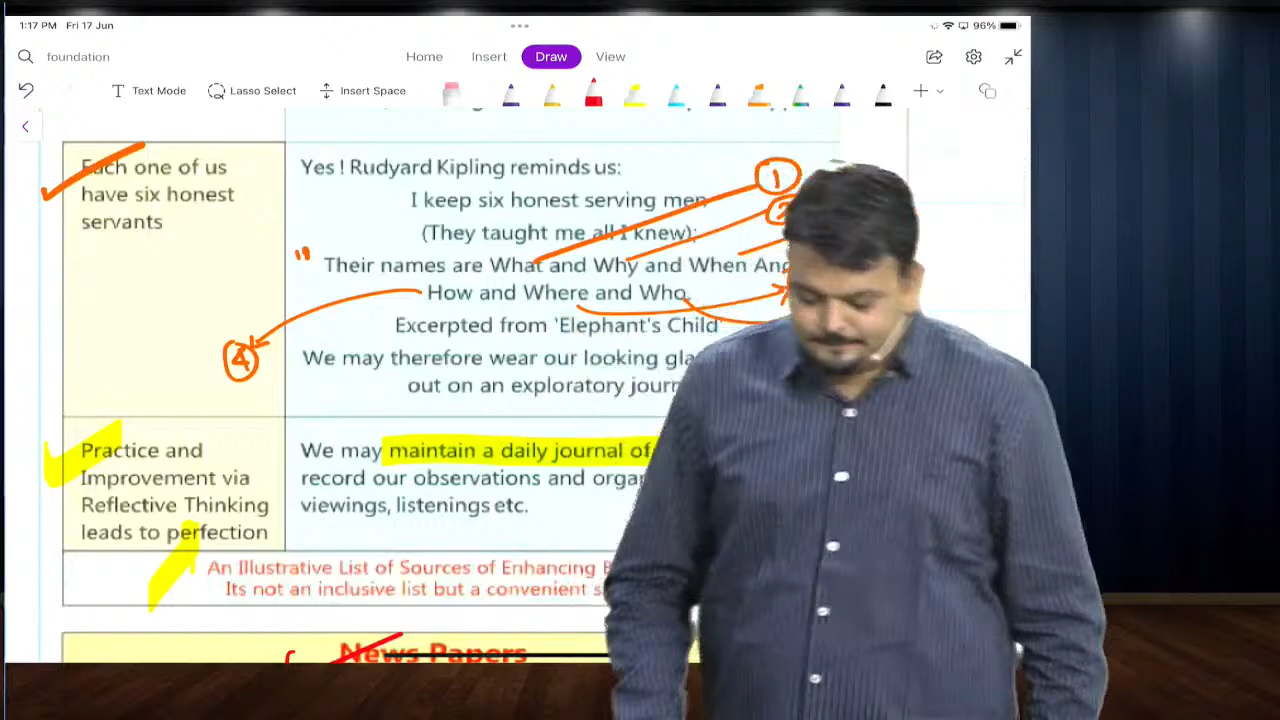 1:17 PM Fri 17 Jun
96%
foundation
Home Insert Draw View
Text Mode Lasso Select Insert Space
Each one of us
have six honest
servants
Yes ! Rudyard Kipling reminds us:
I keep six honest serving men
(They taught me all I knew);
Their names are What and Why and When And
How and Where and Who.
Excerpted from 'Elephant's Child'
We may therefore wear our looking
out on an exploratory
1
2
4
Practice and
Improvement via
Reflective Thinking
leads to perfection
We may maintain a daily journal of
record our observations and
viewings, listenings etc.
An Illustrative List of Sources of Enhancing
Its not an inclusive list but a convenient
News Papers